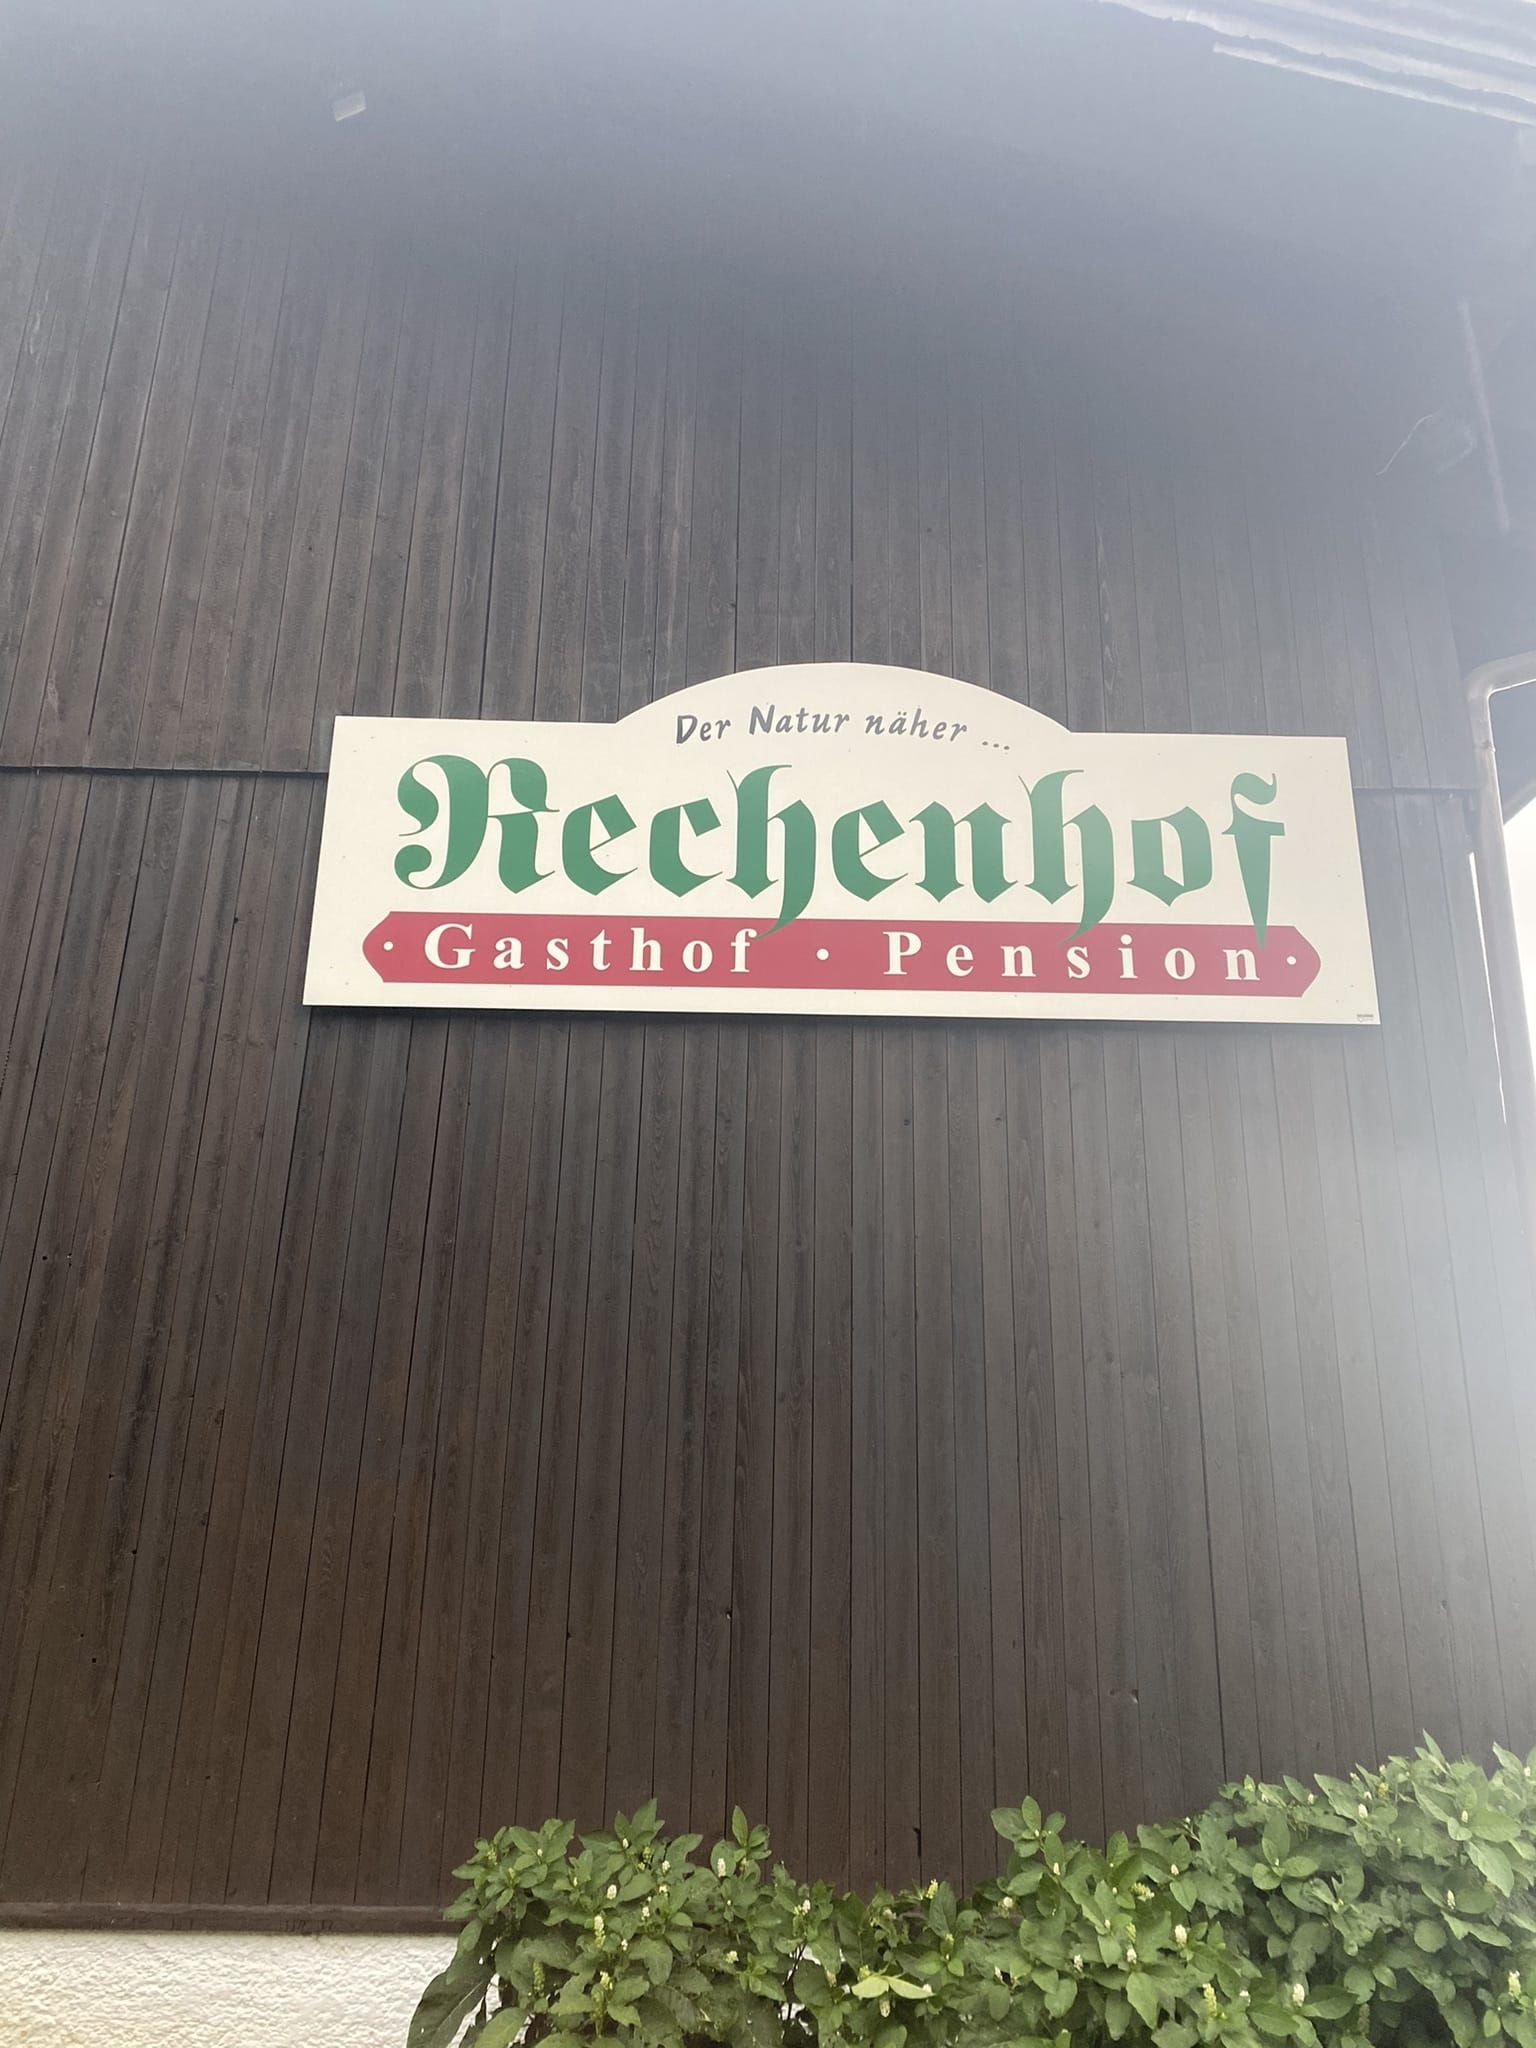 Der Natur näher ...
Rechenhof
· Gasthof · Pension ·